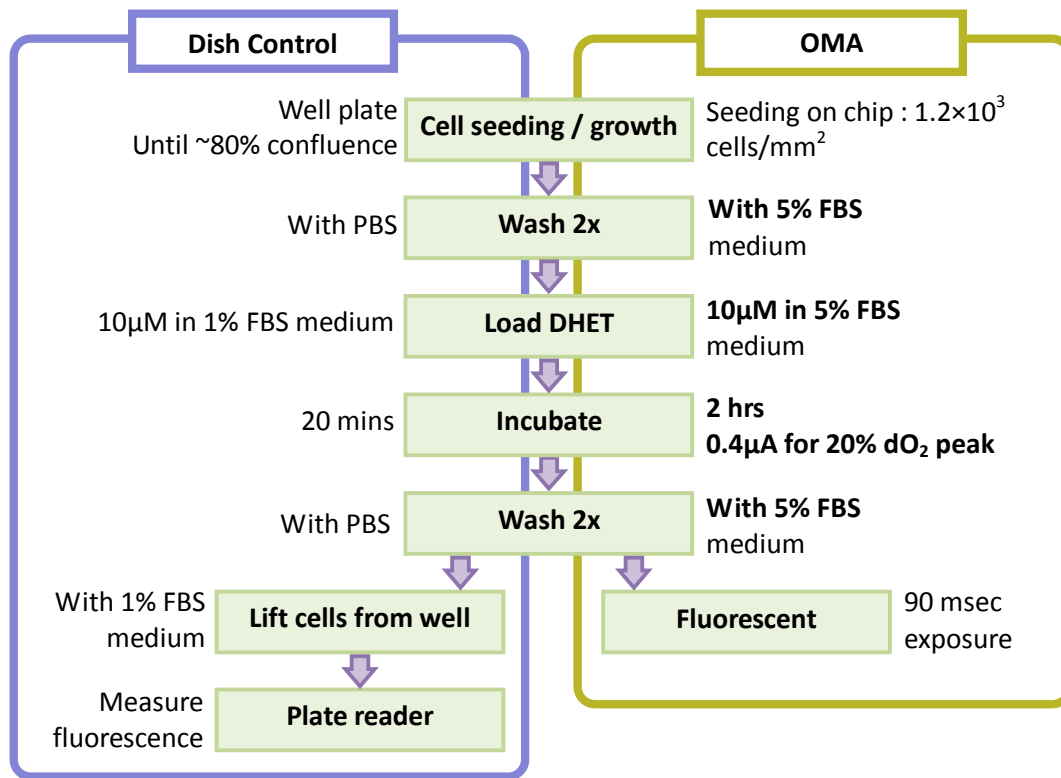 Dish Control
OMA
Well plate
Until ~80% confluence
Cell seeding / growth
Seeding on chip : 1.2×10³
cells/mm²
With PBS
Wash 2x
With 5% FBS
medium
10µM in 1% FBS medium
Load DHET
10µM in 5% FBS
medium
20 mins
Incubate
2 hrs
0.4µA for 20% dO₂ peak
With PBS
Wash 2x
With 5% FBS
medium
With 1% FBS
medium
Lift cells from well
Fluorescent
90 msec
exposure
Measure
fluorescence
Plate reader